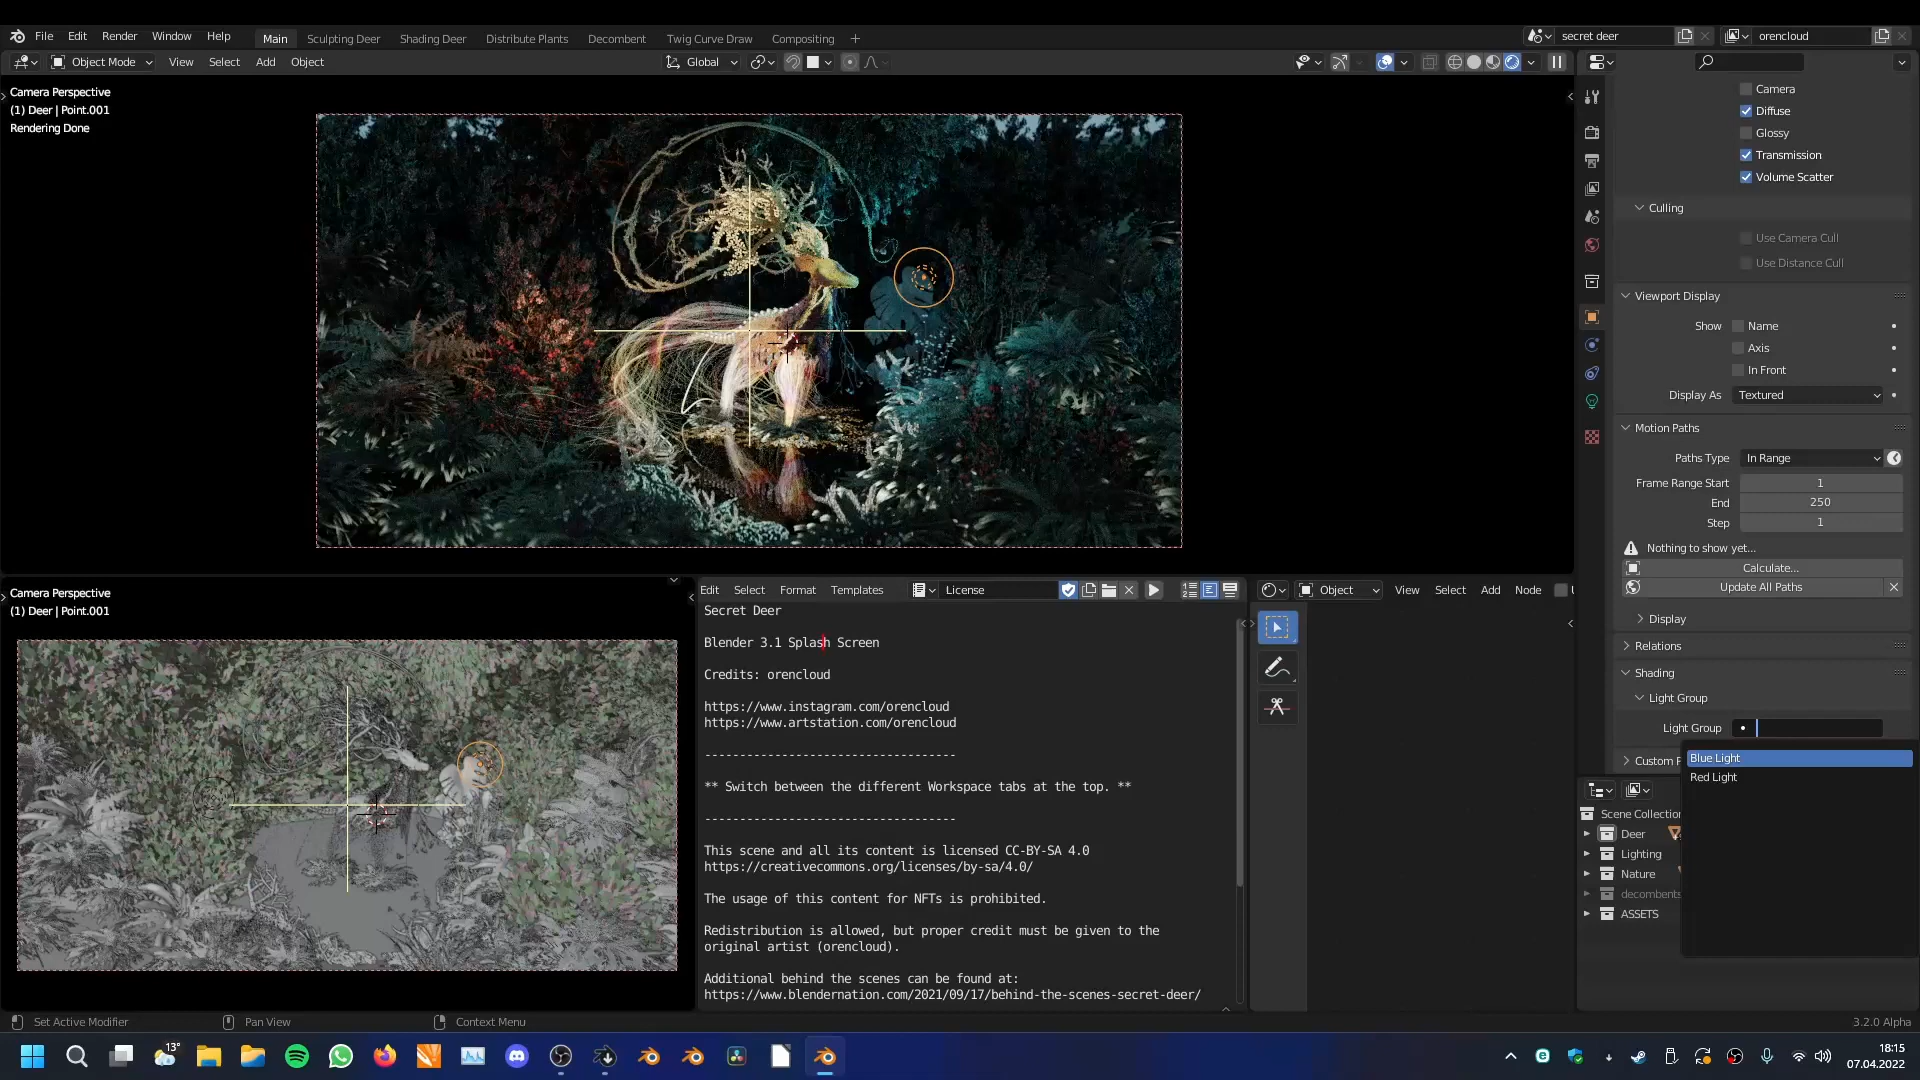 File Edit Render Window Help Main Sculpting Deer Shading Deer Distribute Plants Decombent Twig Curve Draw Compositing + secret deer orencloud
Object Mode View Select Add Object Global
Camera Perspective
(1) Deer | Point.001
Rendering Done
Camera
Diffuse
Glossy
Transmission
Volume Scatter
Culling
Use Camera Cull
Use Distance Cull
Viewport Display
Show Name
Axis
In Front
Display As Textured
Motion Paths
Paths Type In Range
Frame Range Start 1
End 250
Step 1
Nothing to show yet...
Calculate...
Update All Paths
Display
Relations
Shading
Light Group
Light Group
Blue Light
Red Light
Scene Collection
Deer
Lighting
Nature
decombents
ASSETS
Camera Perspective
(1) Deer | Point.001
Edit Select Format Templates License
Secret Deer
Blender 3.1 Splash Screen
Credits: orencloud
https://www.instagram.com/orencloud
https://www.artstation.com/orencloud
------------------------------------
** Switch between the different Workspace tabs at the top. **
------------------------------------
This scene and all its content is licensed CC-BY-SA 4.0
https://creativecommons.org/licenses/by-sa/4.0/
The usage of this content for NFTs is prohibited.
Redistribution is allowed, but proper credit must be given to the
original artist (orencloud).
Additional behind the scenes can be found at:
https://www.blendernation.com/2021/09/17/behind-the-scenes-secret-deer/
Object View Select Add Node
Set Active Modifier Pan View Context Menu 3.2.0 Alpha
13°
18:15
07.04.2022